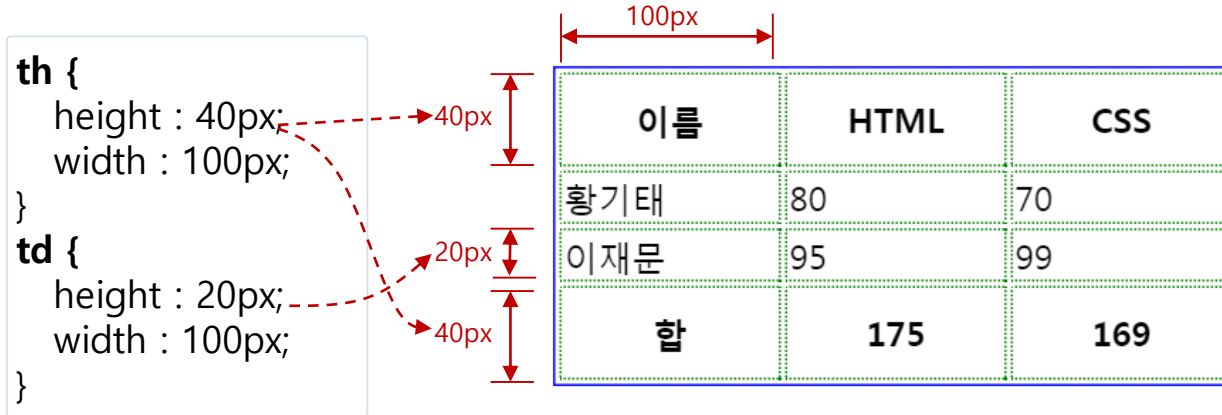 th {
height : 40px;
width : 100px;
}
td {
height : 20px;
width : 100px;
}
100px
40px
20px
40px
이름 HTML CSS
황기태 80 70
이재문 95 99
합 175 169